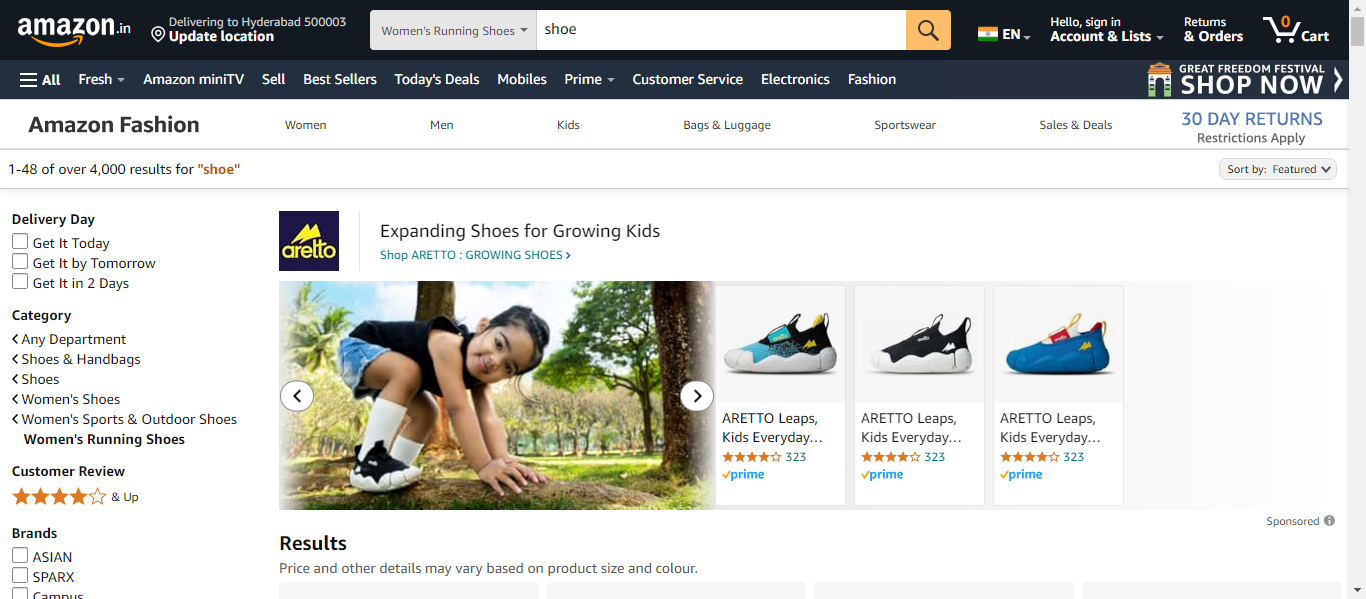 amazon.in
Delivering to Hyderabad 500003
Update location
Women's Running Shoes
shoe
EN
Hello, sign in
Account & Lists
Returns
& Orders
0
Cart
All
Fresh
Amazon miniTV
Sell
Best Sellers
Today's Deals
Mobiles
Prime
Customer Service
Electronics
Fashion
GREAT FREEDOM FESTIVAL
SHOP NOW
Amazon Fashion
Women
Men
Kids
Bags & Luggage
Sportswear
Sales & Deals
30 DAY RETURNS
Restrictions Apply
1-48 of over 4,000 results for "shoe"
Sort by: Featured
Delivery Day
Get It Today
Get It by Tomorrow
Get It in 2 Days
Category
Any Department
Shoes & Handbags
Shoes
Women's Shoes
Women's Sports & Outdoor Shoes
Women's Running Shoes
Customer Review
& Up
Brands
ASIAN
SPARX
Campus
aretto
Expanding Shoes for Growing Kids
Shop ARETTO : GROWING SHOES ›
ARETTO Leaps,
Kids Everyday...
323
prime
ARETTO Leaps,
Kids Everyday...
323
prime
ARETTO Leaps,
Kids Everyday...
323
prime
Sponsored
Results
Price and other details may vary based on product size and colour.